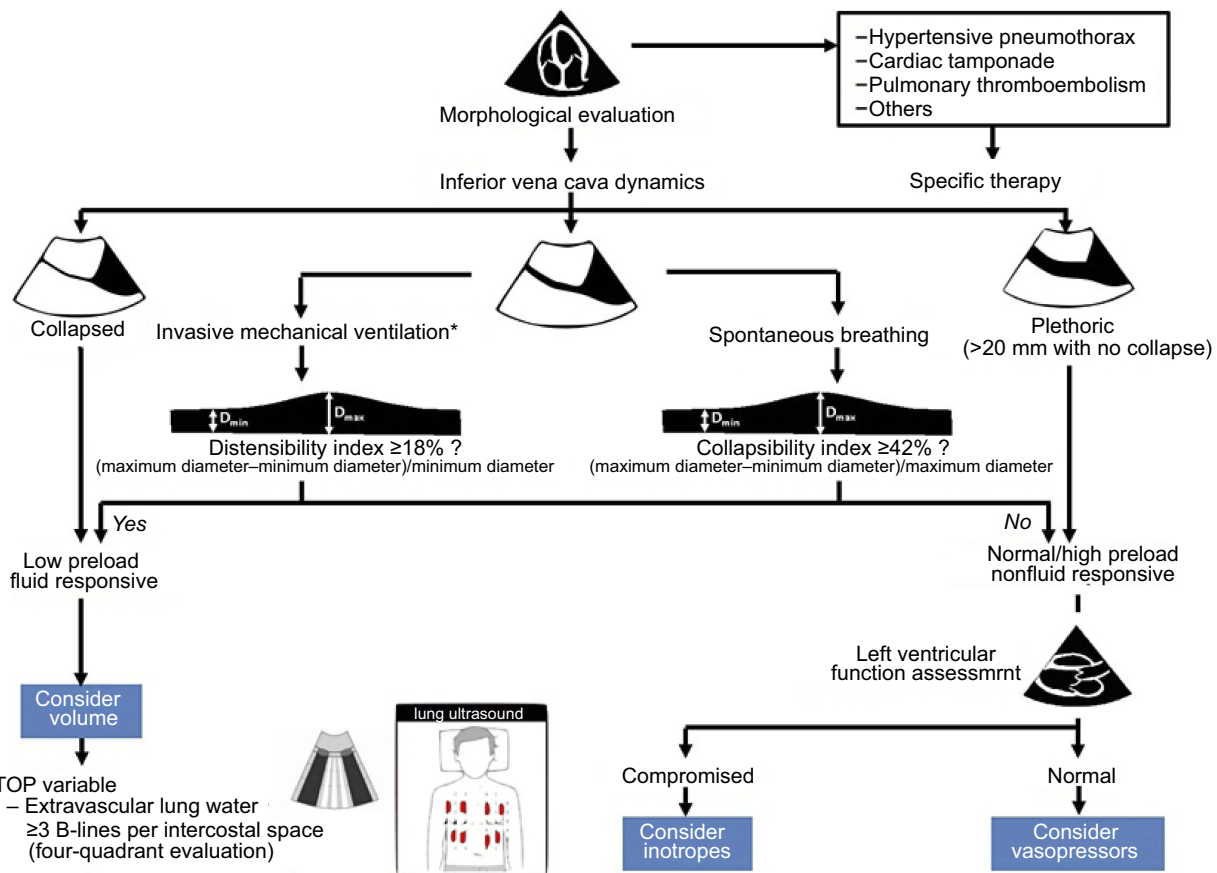 Morphological evaluation
–Hypertensive pneumothorax
–Cardiac tamponade
–Pulmonary thromboembolism
–Others
Inferior vena cava dynamics
Specific therapy
Collapsed
Invasive mechanical ventilation*
Spontaneous breathing
Plethoric
(>20 mm with no collapse)
Dmin
Dmax
Dmin
Dmax
Distensibility index ≥18% ?
(maximum diameter–minimum diameter)/minimum diameter
Collapsibility index ≥42% ?
(maximum diameter–minimum diameter)/maximum diameter
Yes
No
Low preload
fluid responsive
Normal/high preload
nonfluid responsive
Left ventricular
function assessmrnt
Consider
volume
lung ultrasound
TOP variable
– Extravascular lung water
≥3 B-lines per intercostal space
(four-quadrant evaluation)
Compromised
Normal
Consider
inotropes
Consider
vasopressors